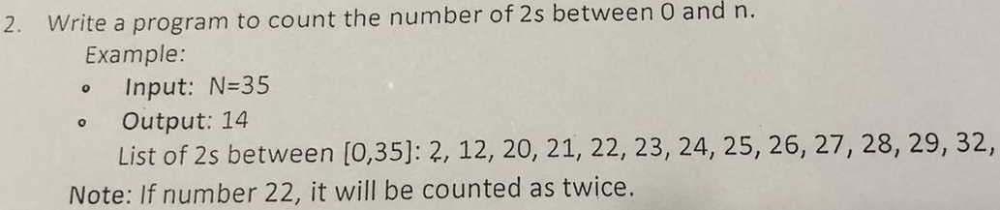 2. Write a program to count the number of 2s between 0 and n.
Example:
• Input: N=35
• Output: 14
List of 2s between [0,35]: 2, 12, 20, 21, 22, 23, 24, 25, 26, 27, 28, 29, 32,
Note: If number 22, it will be counted as twice.